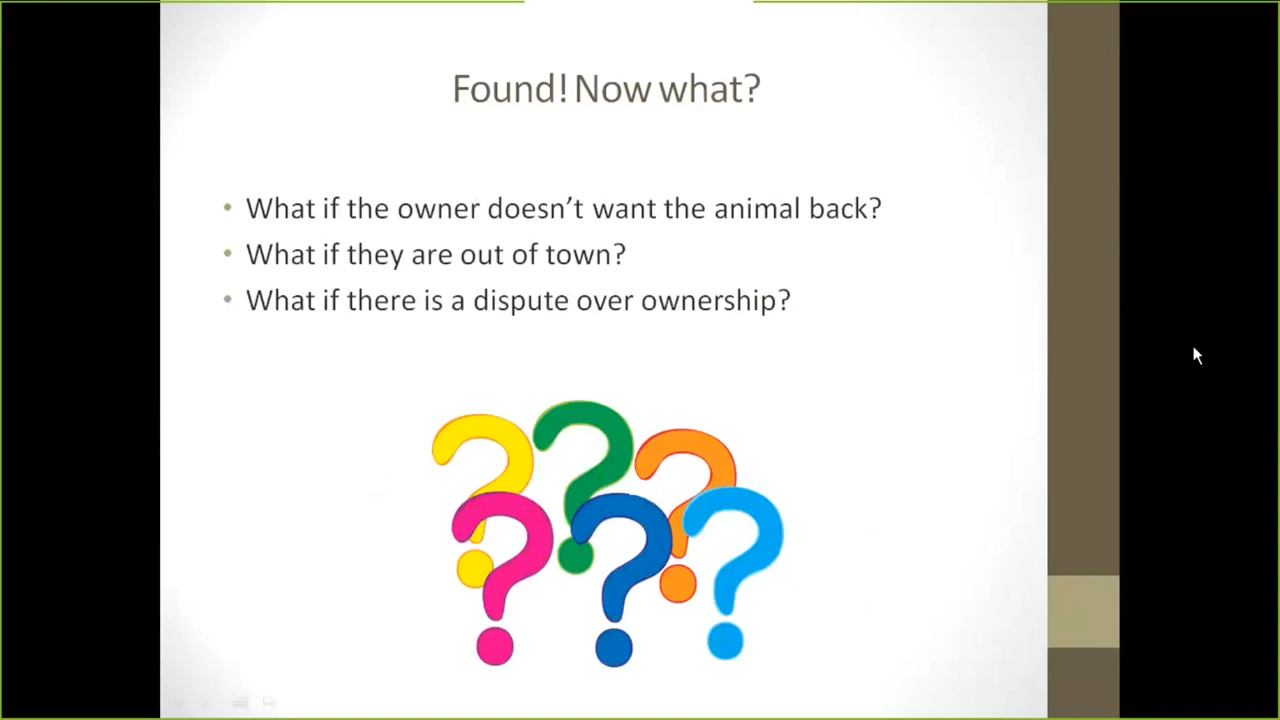 Found! Now what?
• What if the owner doesn’t want the animal back?
• What if they are out of town?
• What if there is a dispute over ownership?